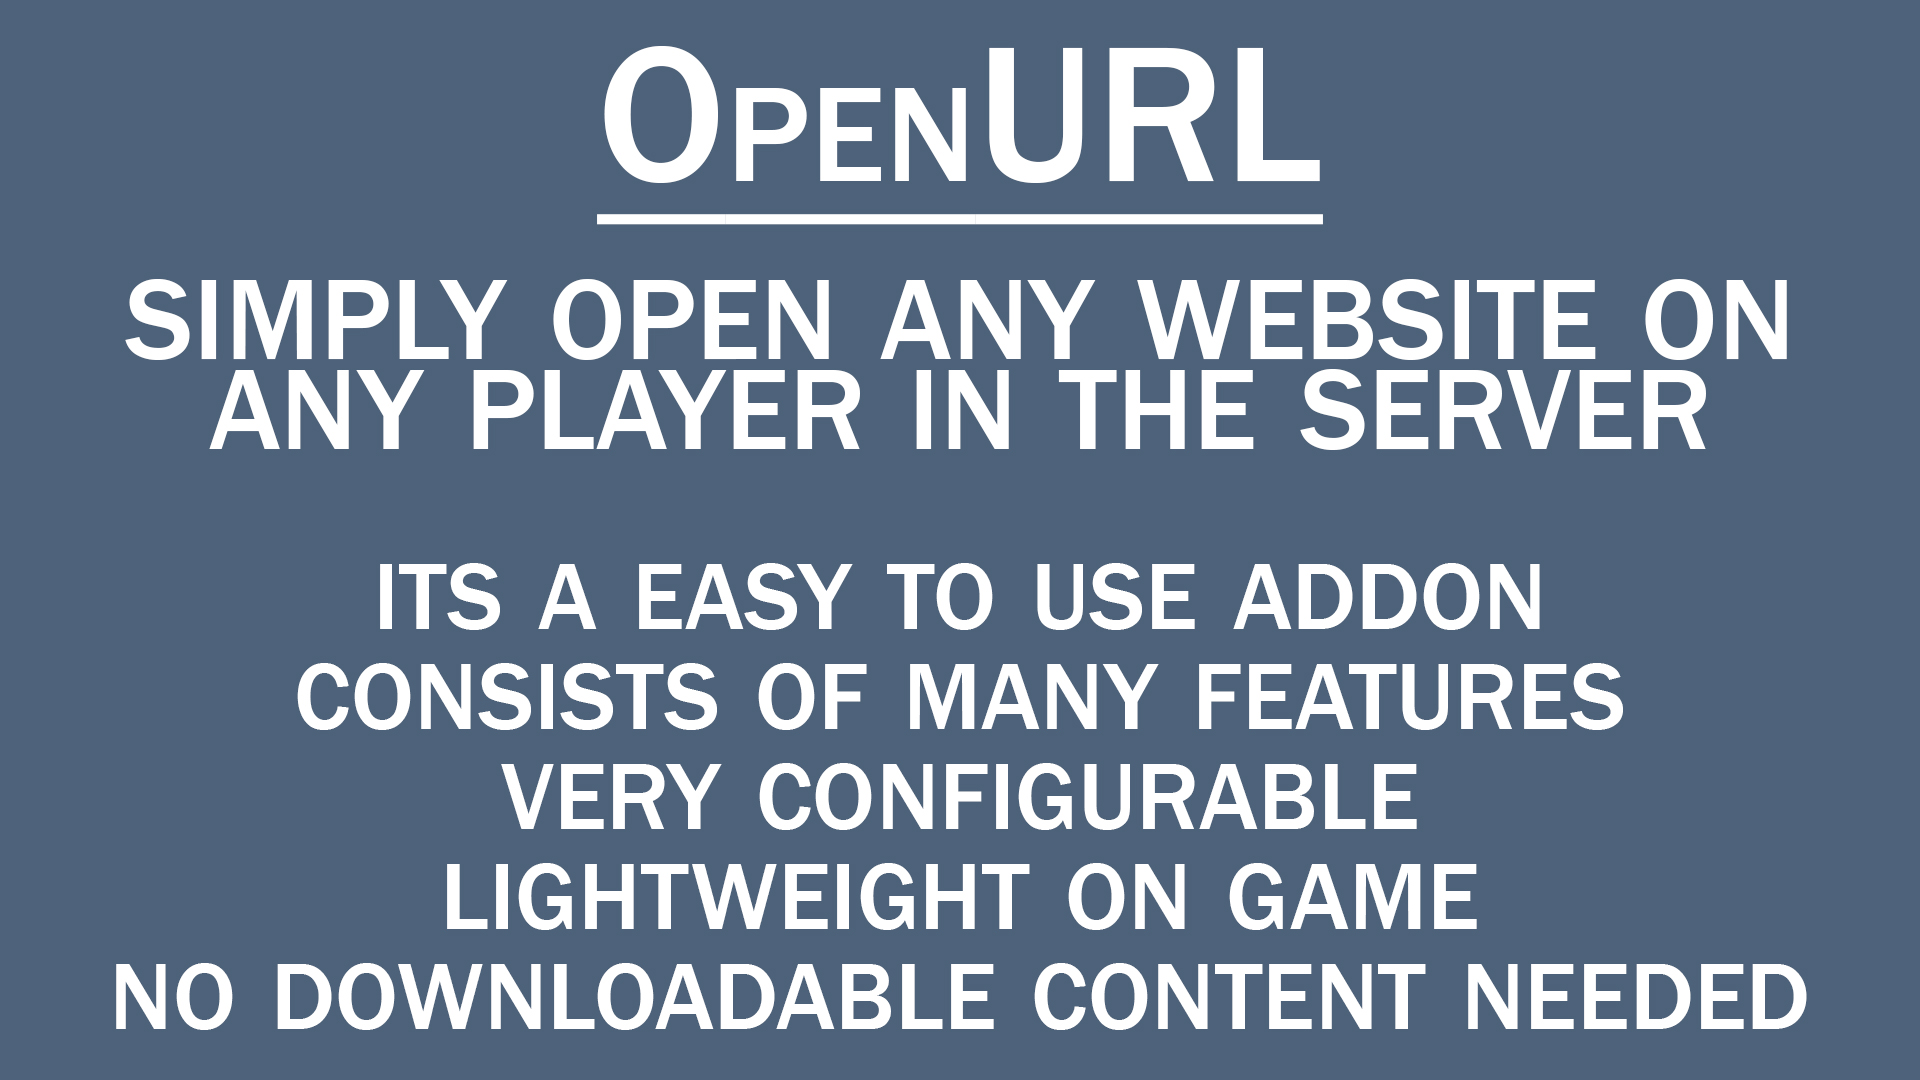 OpenURL
SIMPLY OPEN ANY WEBSITE ON
ANY PLAYER IN THE SERVER
ITS A EASY TO USE ADDON
CONSISTS OF MANY FEATURES
VERY CONFIGURABLE
LIGHTWEIGHT ON GAME
NO DOWNLOADABLE CONTENT NEEDED